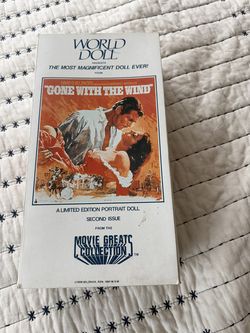 WORLD
DOLL
THE MOST MAGNIFICENT DOLL EVER!
FROM
"GONE WITH THE WIND"
A LIMITED EDITION PORTRAIT DOLL
SECOND ISSUE
FROM THE
MOVIE GREATS
COLLECTION